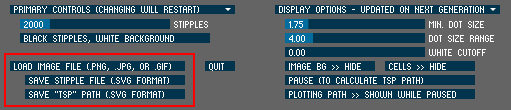 PRIMARY CONTROLS (CHANGING WILL RESTART)
2000 STIPPLES
BLACK STIPPLES, WHITE BACKGROUND
LOAD IMAGE FILE (.PNG, .JPG, OR .GIF) QUIT
SAVE STIPPLE FILE (.SVG FORMAT)
SAVE "TSP" PATH (.SVG FORMAT)
DISPLAY OPTIONS - UPDATED ON NEXT GENERATION
1.75 MIN. DOT SIZE
4.00 DOT SIZE RANGE
0.00 WHITE CUTOFF
IMAGE BG >> HIDE CELLS >> HIDE
PAUSE (TO CALCULATE TSP PATH)
PLOTTING PATH >> SHOWN WHILE PAUSED